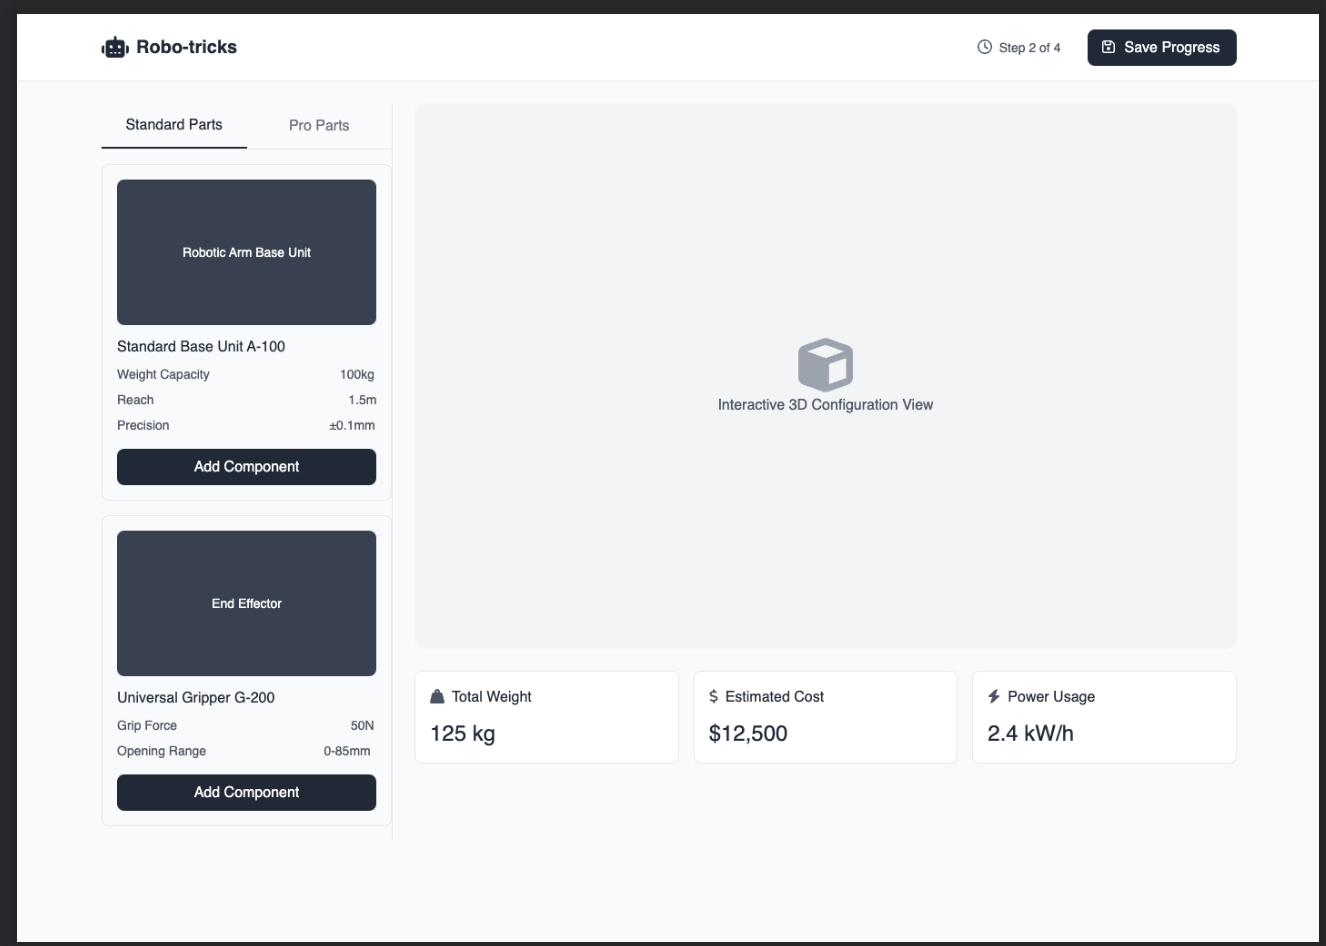 Robo-tricks
Step 2 of 4
Save Progress
Standard Parts
Pro Parts
Robotic Arm Base Unit
Standard Base Unit A-100
Weight Capacity 100kg
Reach 1.5m
Precision ±0.1mm
Add Component
End Effector
Universal Gripper G-200
Grip Force 50N
Opening Range 0-85mm
Add Component
Interactive 3D Configuration View
Total Weight
125 kg
$ Estimated Cost
$12,500
Power Usage
2.4 kW/h